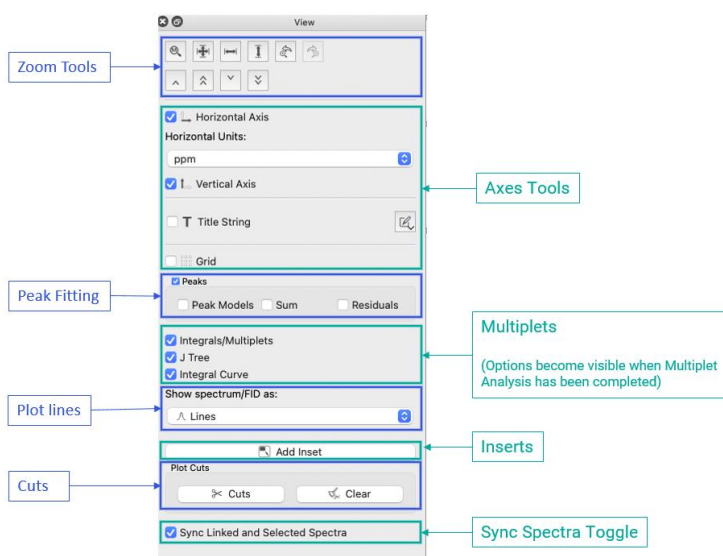 View
Zoom Tools
Horizontal Axis
Horizontal Units:
ppm
Vertical Axis
Axes Tools
T Title String
Grid
Peaks
Peak Fitting
Peak Models Sum Residuals
Multiplets
(Options become visible when Multiplet
Analysis has been completed)
Integrals/Multiplets
J Tree
Integral Curve
Show spectrum/FID as:
Plot lines
Lines
Add Inset
Inserts
Plot Cuts
Cuts
Cuts Clear
Sync Linked and Selected Spectra
Sync Spectra Toggle